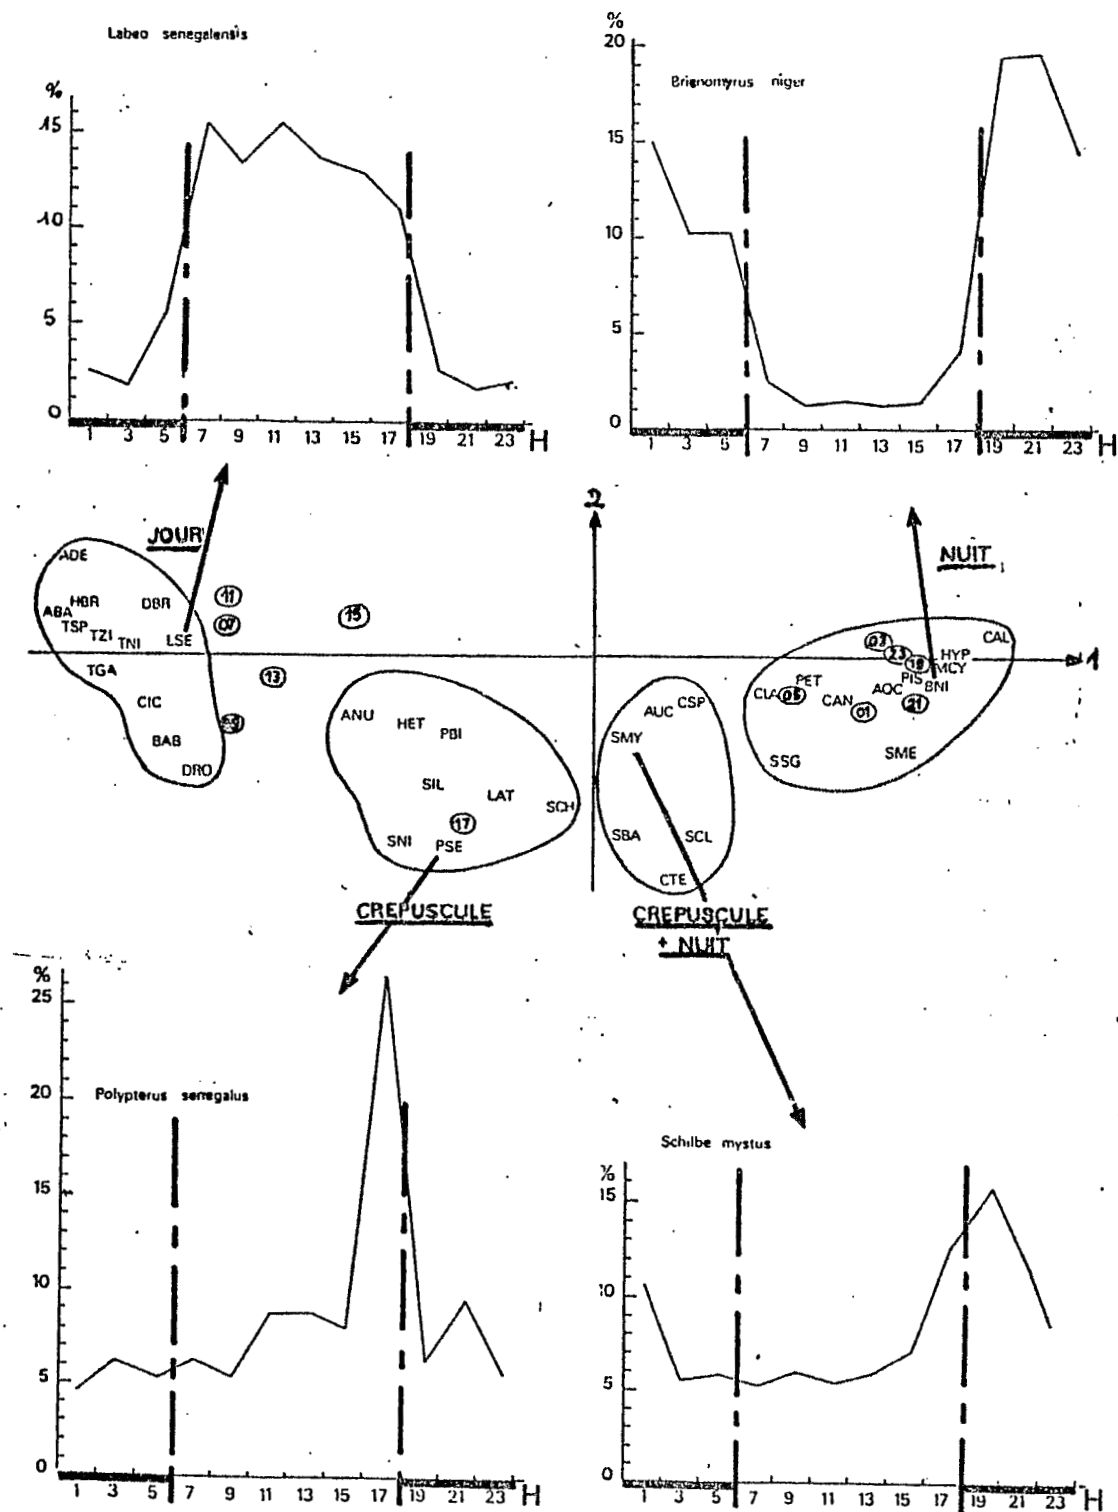 Labeo senegalensis
%
15
10
5
0
1 3 5 7 9 11 13 15 17 19 21 23 H
%
20
Brienomyrus niger
15
10
5
0
1 3 5 7 9 11 13 15 17 19 21 23 H
2
JOUR
NUIT
ADE
HBR DBR 11
ABA
TSP TZI TNI LSE 07 15
TGA 13
CIC
BAB
DRO
03 23 19 CAL
HYP
MCY
1
PIS
CLA 05 PET CAN 01 AOC BNI
21
SSG SME
ANU HET PBI
SIL LAT SCH
17
SNI PSE
AUC CSP
SMY
SBA SCL
CTE
CREPUSCULE
CREPUSCULE
+ NUIT
%
25
20
Polypterus senegalus
15
10
5
0
1 3 5 7 9 11 13 15 17 19 21 23 H
Schilbe mystus
%
15
10
5
0
1 3 5 7 9 11 13 15 17 19 21 23 H